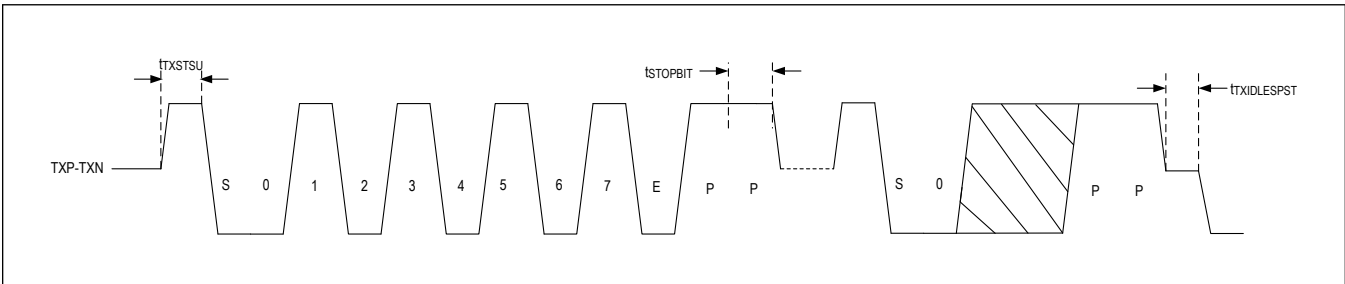 tTXSTSU
tSTOPBIT
tTXIDLESPST
TXP-TXN
S 0 1 2 3 4 5 6 7 E P P S 0 P P